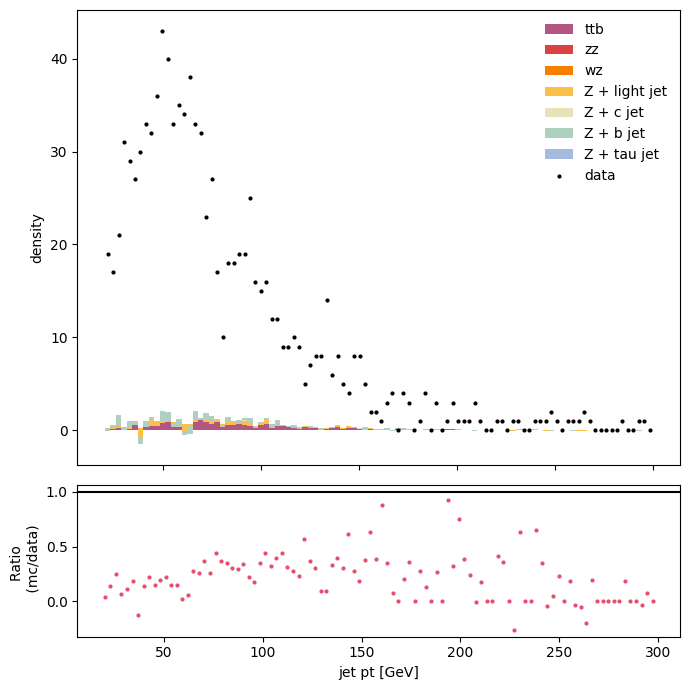 40
30
20
10
0
density
ttb
zz
wz
Z + light jet
Z + c jet
Z + b jet
Z + tau jet
data
1.0
0.5
0.0
Ratio
(mc/data)
50
100
150
200
250
300
jet pt [GeV]